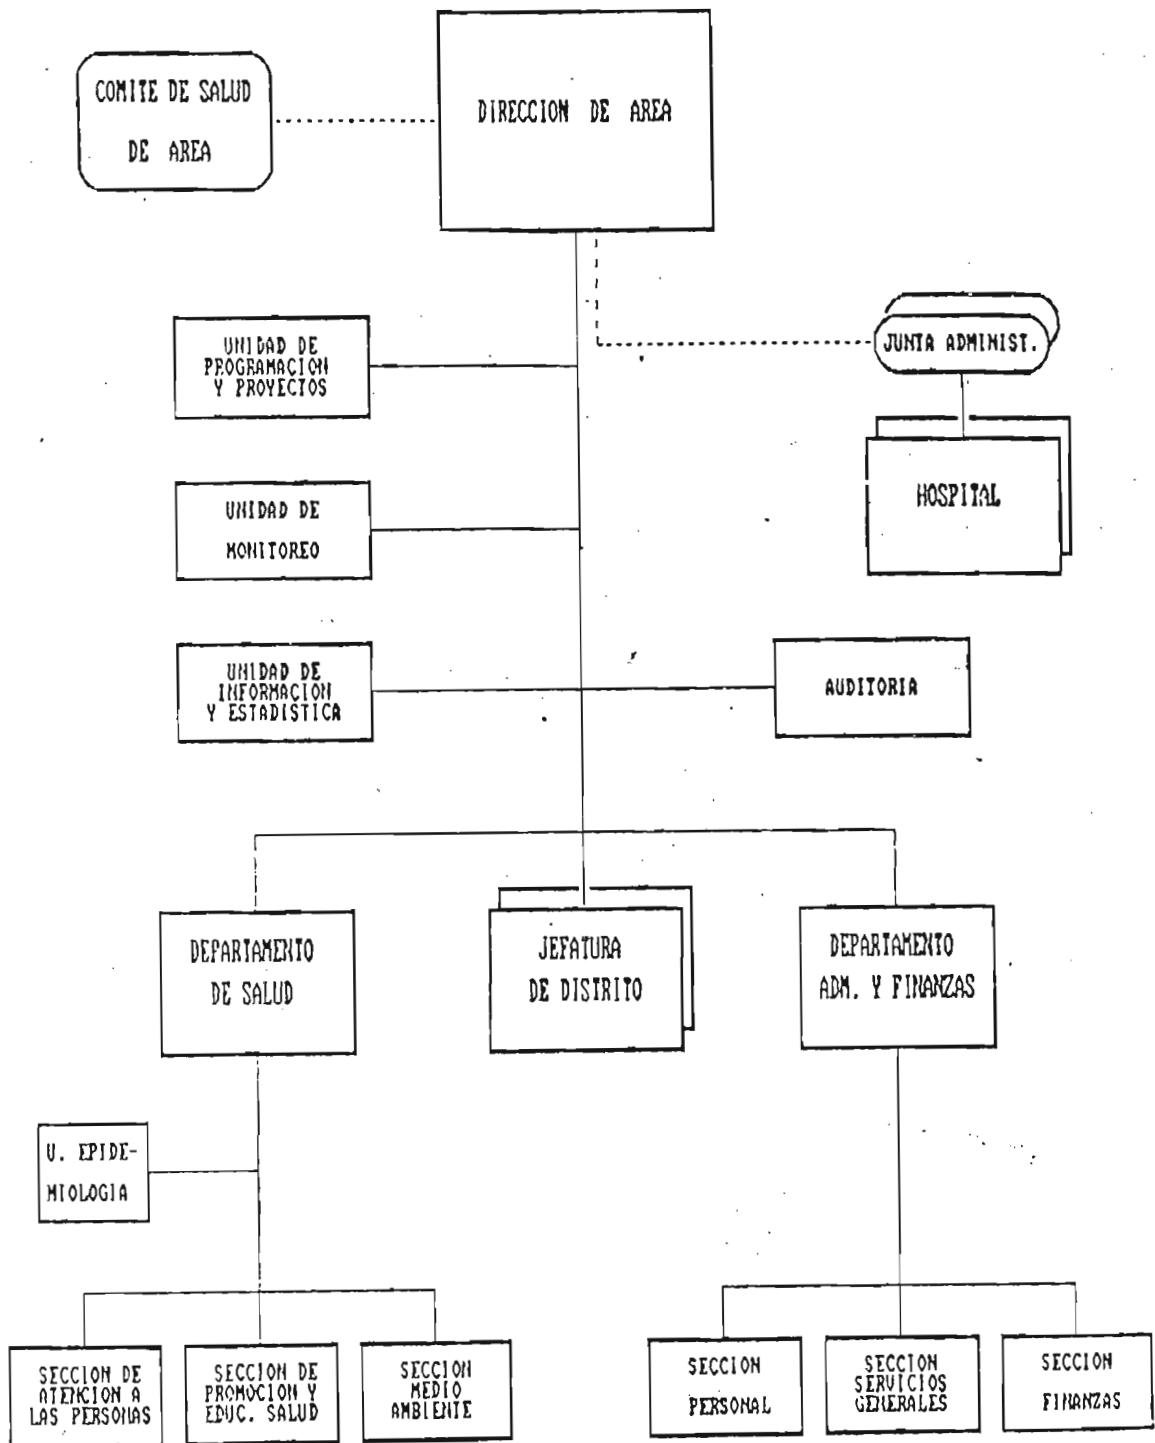 COMITE DE SALUD
DE AREA
DIRECCION DE AREA
UNIDAD DE
PROGRAMACION
Y PROYECTOS
JUNTA ADMINIST.
HOSPITAL
UNIDAD DE
MONITOREO
UNIDAD DE
INFORMACION
Y ESTADISTICA
AUDITORIA
DEPARTAMENTO
DE SALUD
JEFATURA
DE DISTRITO
DEPARTAMENTO
ADM. Y FINANZAS
U. EPIDE-
MIOLOGIA
SECCION DE
ATENCION A
LAS PERSONAS
SECCION DE
PROMOCION Y
EDUC. SALUD
SECCION
MEDIO
AMBIENTE
SECCION
PERSONAL
SECCION
SERVICIOS
GENERALES
SECCION
FINANZAS